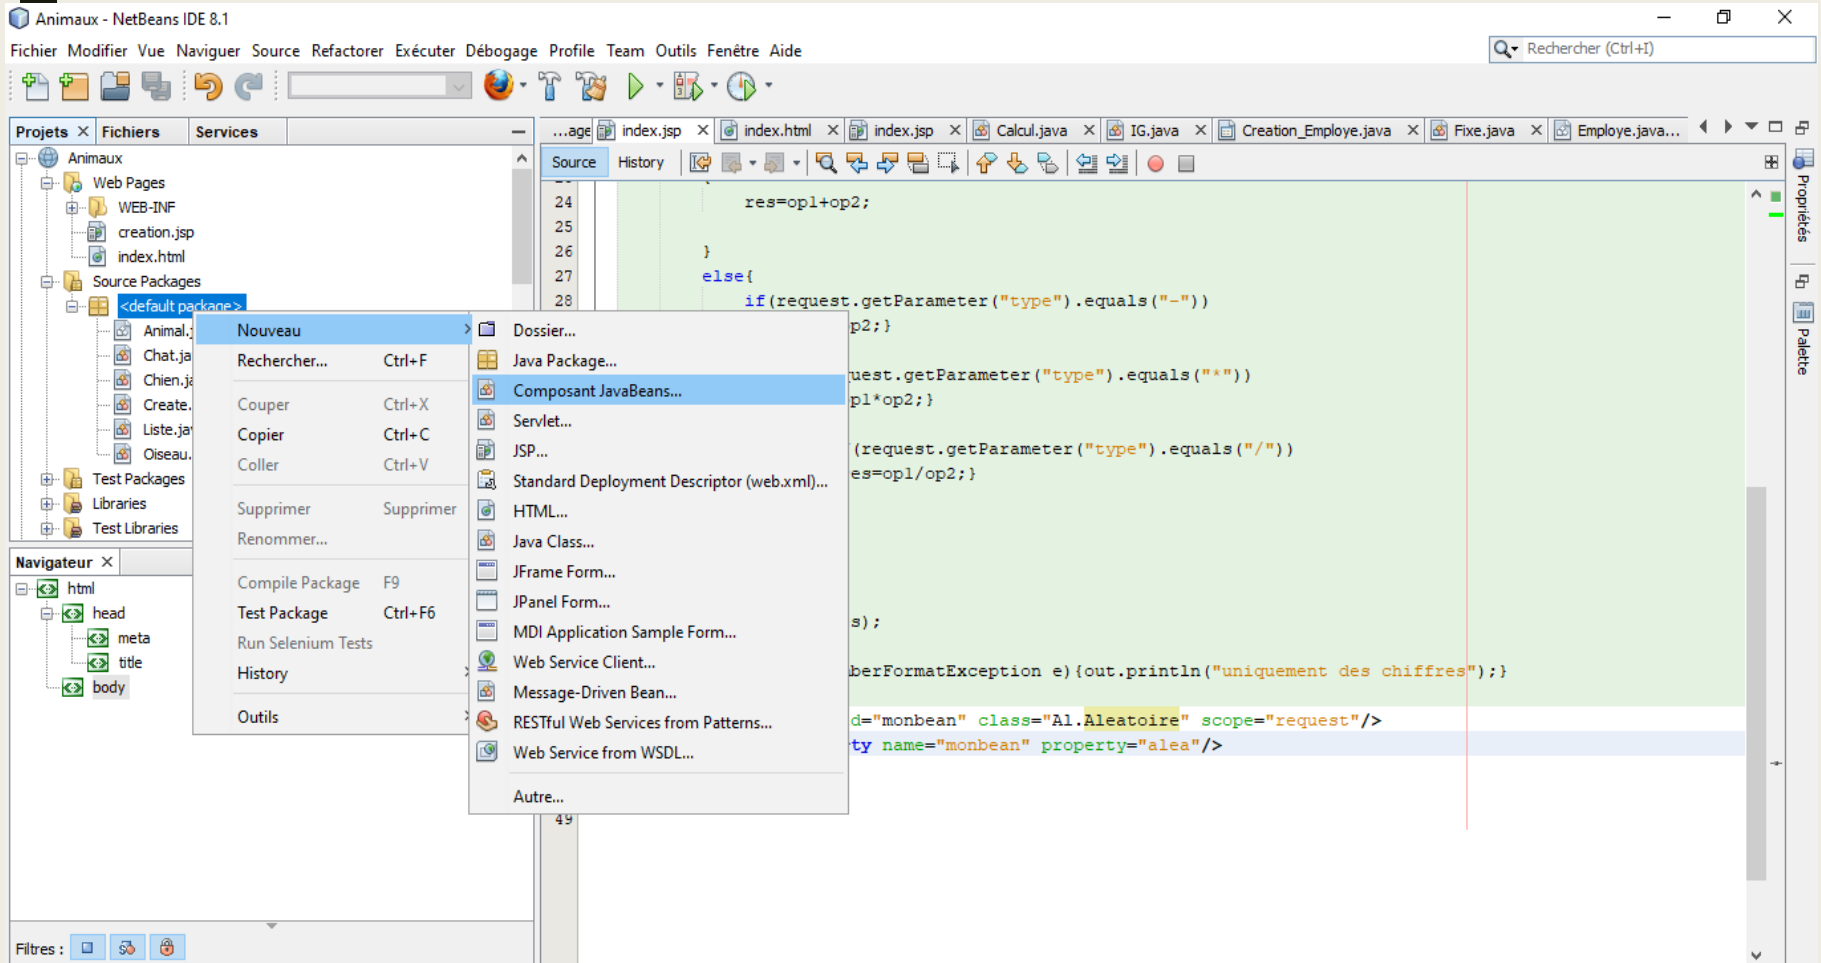 Animaux - NetBeans IDE 8.1
Fichier Modifier Vue Naviguer Source Refactorer Exécuter Débogage Profile Team Outils Fenêtre Aide
Rechercher (Ctrl+I)
Projets Fichiers Services
...age index.jsp index.html index.jsp Calcul.java IG.java Creation_Employe.java Fixe.java Employe.java...
Source History
Animaux
Web Pages
WEB-INF
creation.jsp
index.html
Source Packages
<default package>
Animal.j
Chat.ja
Chien.ja
Create.
Liste.ja
Oiseau.
Test Packages
Libraries
Test Libraries
Navigateur
html
head
meta
title
body
Filtres :
Nouveau
Rechercher... Ctrl+F
Couper Ctrl+X
Copier Ctrl+C
Coller Ctrl+V
Supprimer Supprimer
Renommer...
Compile Package F9
Test Package Ctrl+F6
Run Selenium Tests
History
Outils
Dossier...
Java Package...
Composant JavaBeans...
Servlet...
JSP...
Standard Deployment Descriptor (web.xml)...
HTML...
Java Class...
JFrame Form...
JPanel Form...
MDI Application Sample Form...
Web Service Client...
Message-Driven Bean...
RESTful Web Services from Patterns...
Web Service from WSDL...
Autre...
24 res=op1+op2;
25
26 }
27 else{
28 if(request.getParameter("type").equals("-"))
p2;}
uest.getParameter("type").equals("*"))
p1*op2;}
(request.getParameter("type").equals("/"))
es=op1/op2;}
s);
berFormatException e){out.println("uniquement des chiffres");}
d="monbean" class="Al.Aleatoire" scope="request"/>
ty name="monbean" property="alea"/>
49
Propriétés
Palette